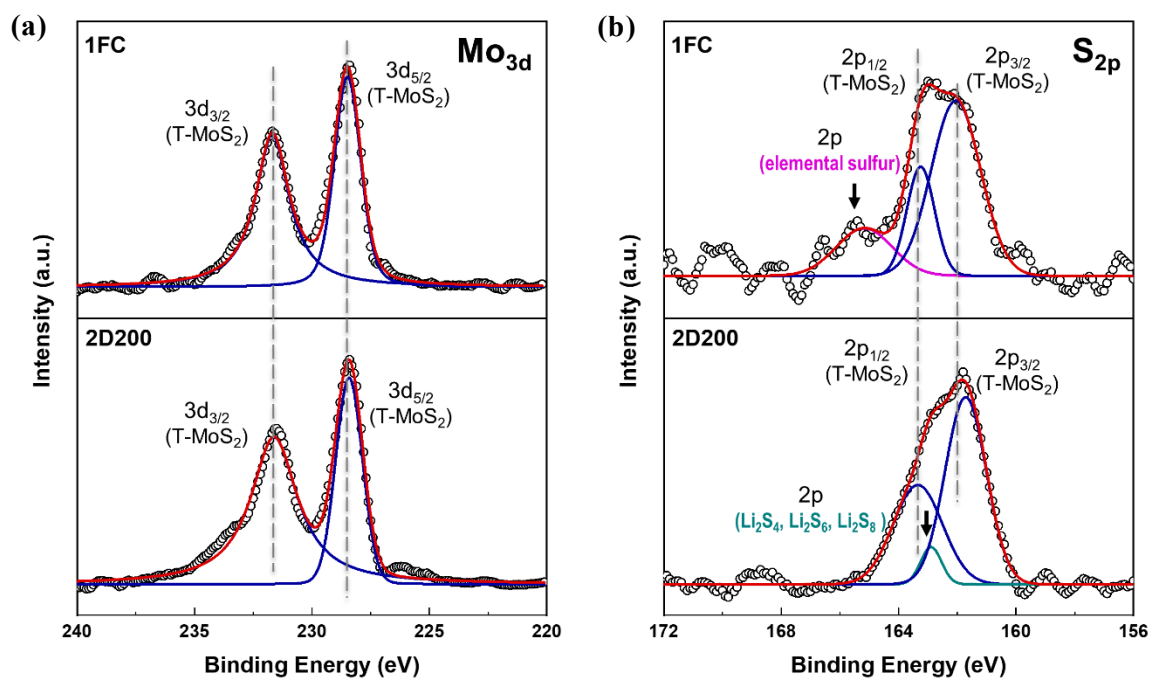 (a)
1FC
Mo3d
3d5/2
(T-MoS2)
3d3/2
(T-MoS2)
2D200
3d5/2
(T-MoS2)
3d3/2
(T-MoS2)
Intensity (a.u.)
240 235 230 225 220
Binding Energy (eV)
(b)
1FC
S2p
2p1/2
(T-MoS2)
2p3/2
(T-MoS2)
2p
(elemental sulfur)
2D200
2p1/2
(T-MoS2)
2p3/2
(T-MoS2)
2p
(Li2S4, Li2S6, Li2S8 )
Intensity (a.u.)
172 168 164 160 156
Binding Energy (eV)